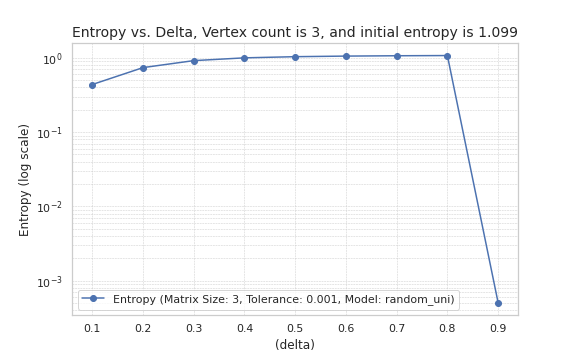 Entropy vs. Delta, Vertex count is 3, and initial entropy is 1.099
10⁰
10⁻¹
10⁻²
10⁻³
Entropy (log scale)
Entropy (Matrix Size: 3, Tolerance: 0.001, Model: random_uni)
0.1 0.2 0.3 0.4 0.5 0.6 0.7 0.8 0.9
(delta)